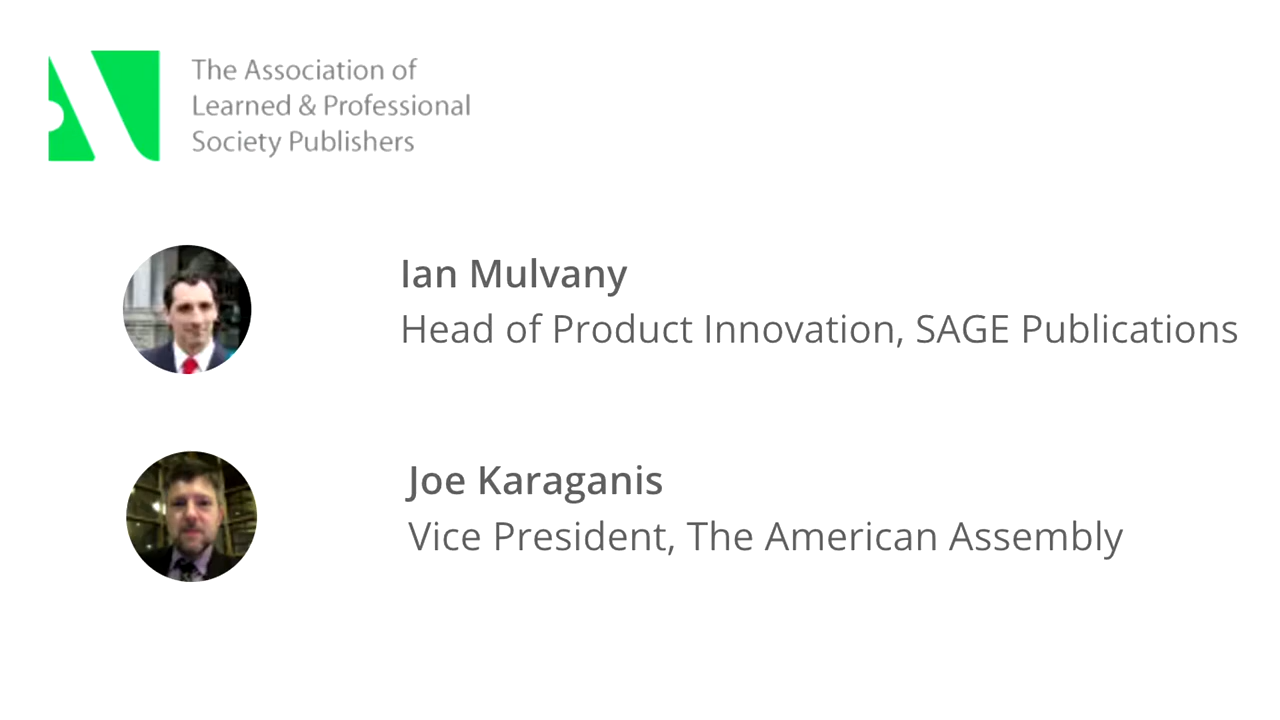 The Association of
Learned & Professional
Society Publishers
Ian Mulvany
Head of Product Innovation, SAGE Publications
Joe Karaganis
Vice President, The American Assembly